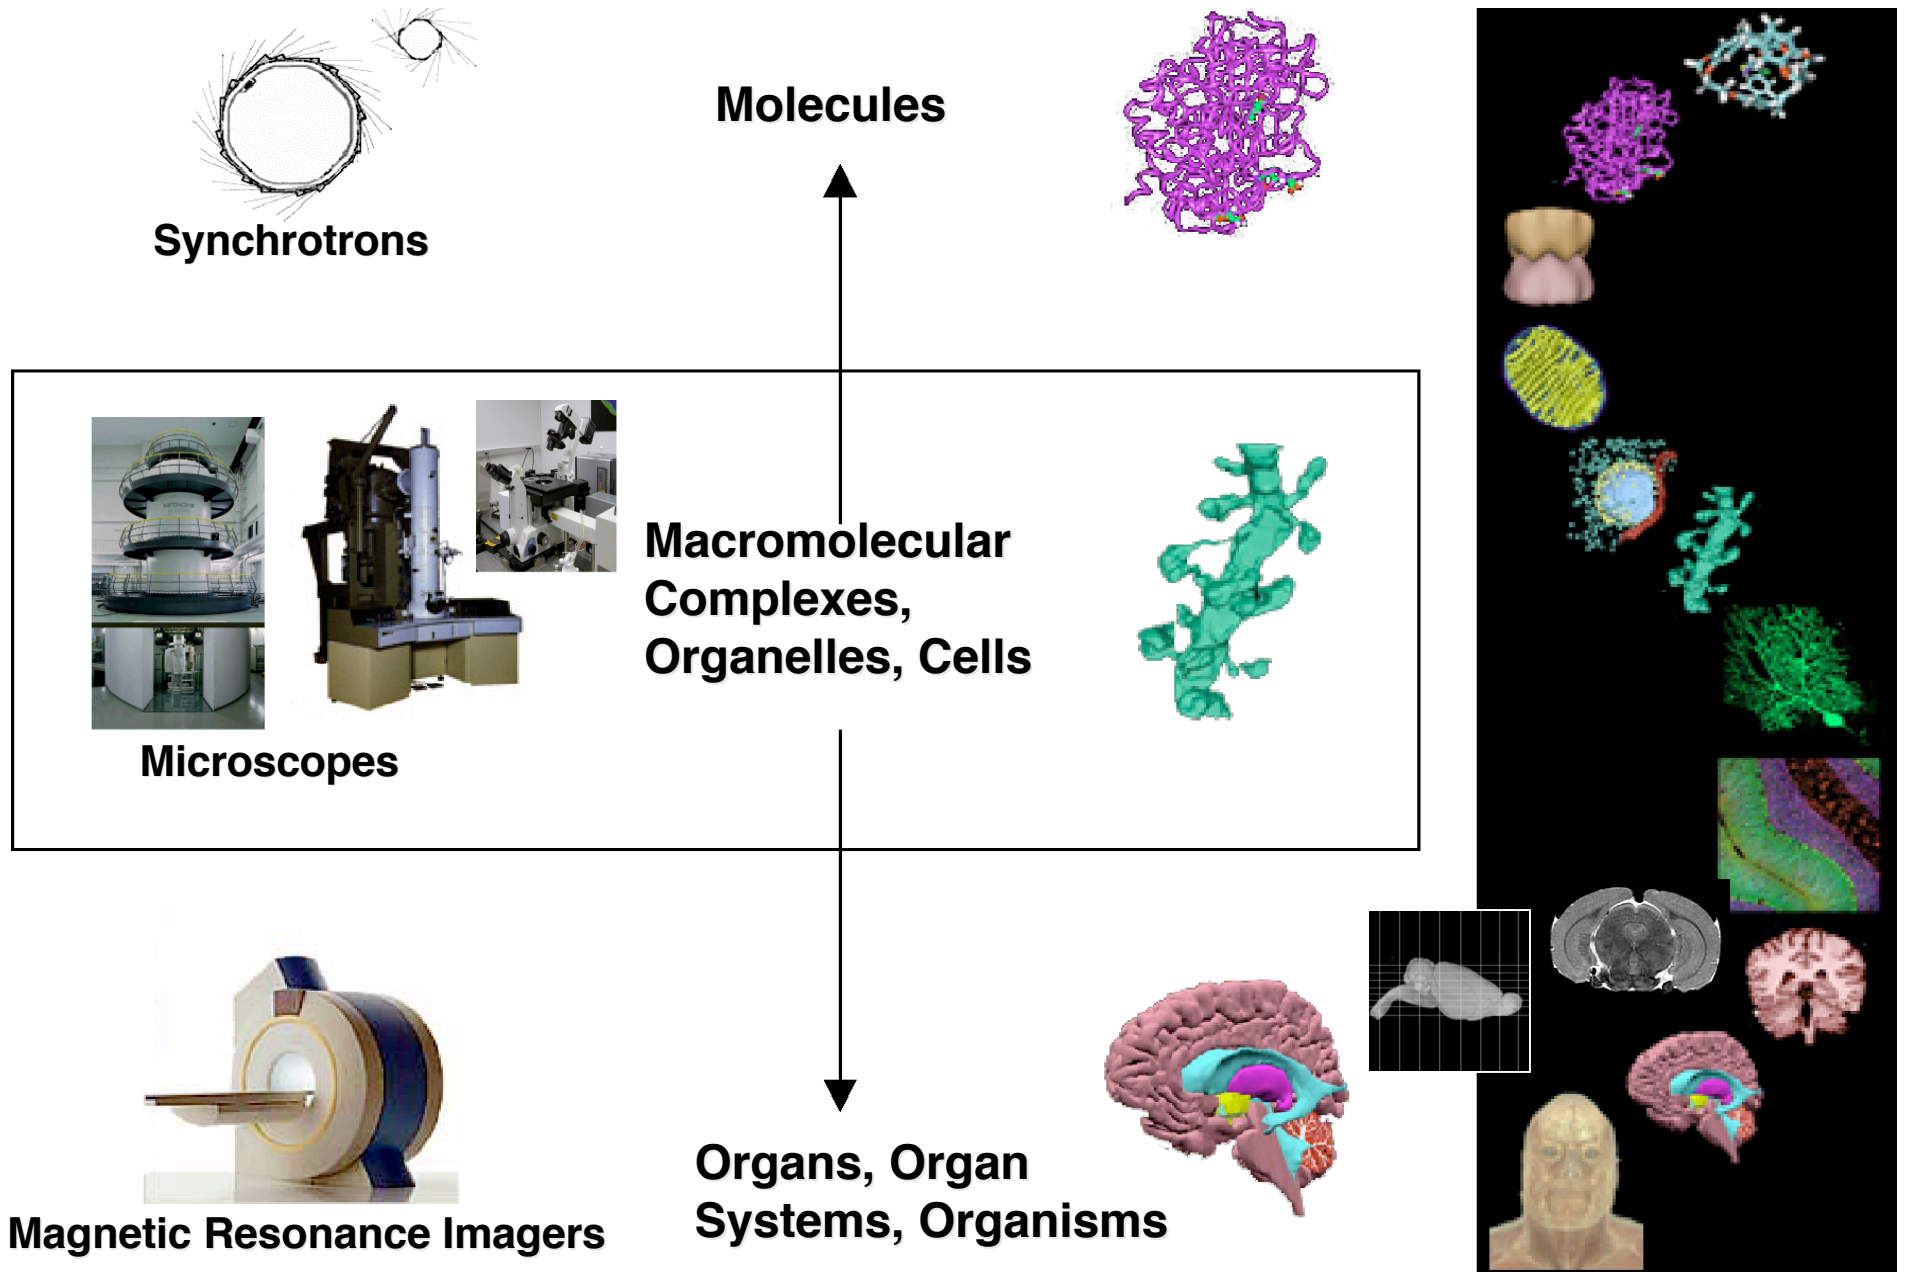 Molecules
Synchrotrons
Macromolecular
Complexes,
Organelles, Cells
Microscopes
Organs, Organ
Systems, Organisms
Magnetic Resonance Imagers